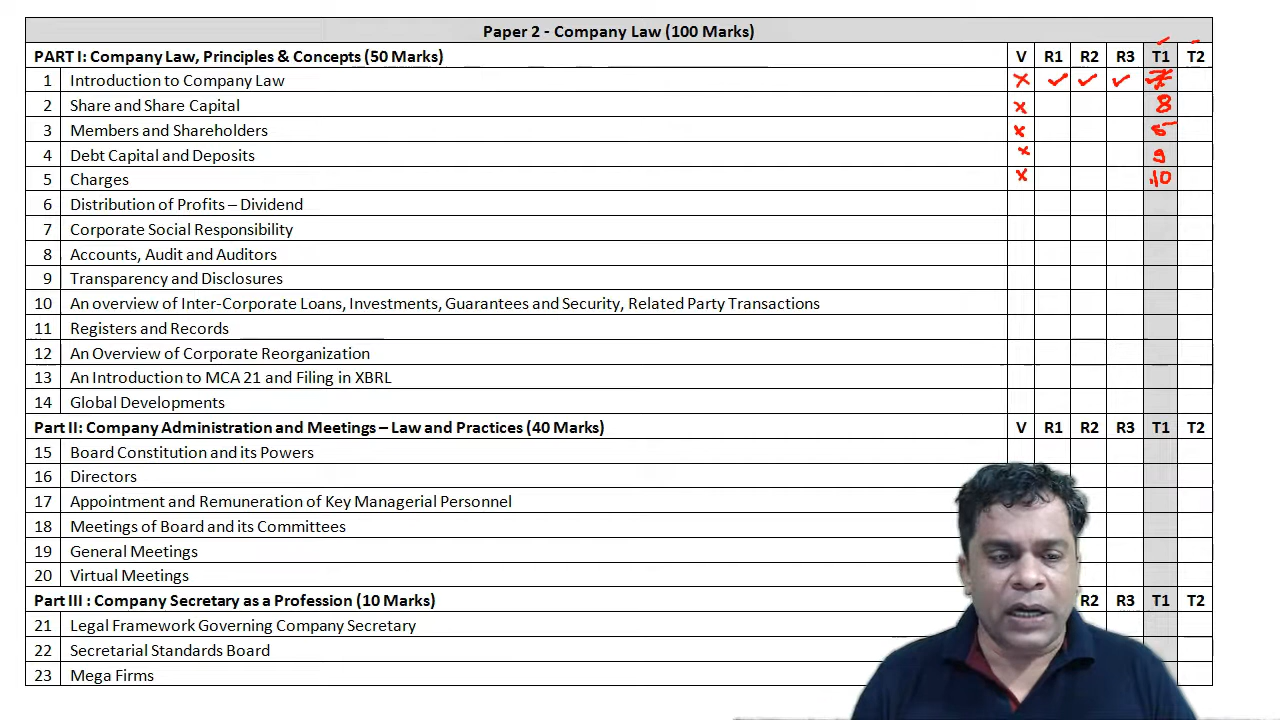 Paper 2 - Company Law (100 Marks)
PART I: Company Law, Principles & Concepts (50 Marks) V R1 R2 R3 T1 T2
1 Introduction to Company Law
2 Share and Share Capital 8
3 Members and Shareholders 5
4 Debt Capital and Deposits 9
5 Charges 10
6 Distribution of Profits – Dividend
7 Corporate Social Responsibility
8 Accounts, Audit and Auditors
9 Transparency and Disclosures
10 An overview of Inter-Corporate Loans, Investments, Guarantees and Security, Related Party Transactions
11 Registers and Records
12 An Overview of Corporate Reorganization
13 An Introduction to MCA 21 and Filing in XBRL
14 Global Developments
Part II: Company Administration and Meetings – Law and Practices (40 Marks) V R1 R2 R3 T1 T2
15 Board Constitution and its Powers
16 Directors
17 Appointment and Remuneration of Key Managerial Personnel
18 Meetings of Board and its Committees
19 General Meetings
20 Virtual Meetings
Part III : Company Secretary as a Profession (10 Marks) R2 R3 T1 T2
21 Legal Framework Governing Company Secretary
22 Secretarial Standards Board
23 Mega Firms